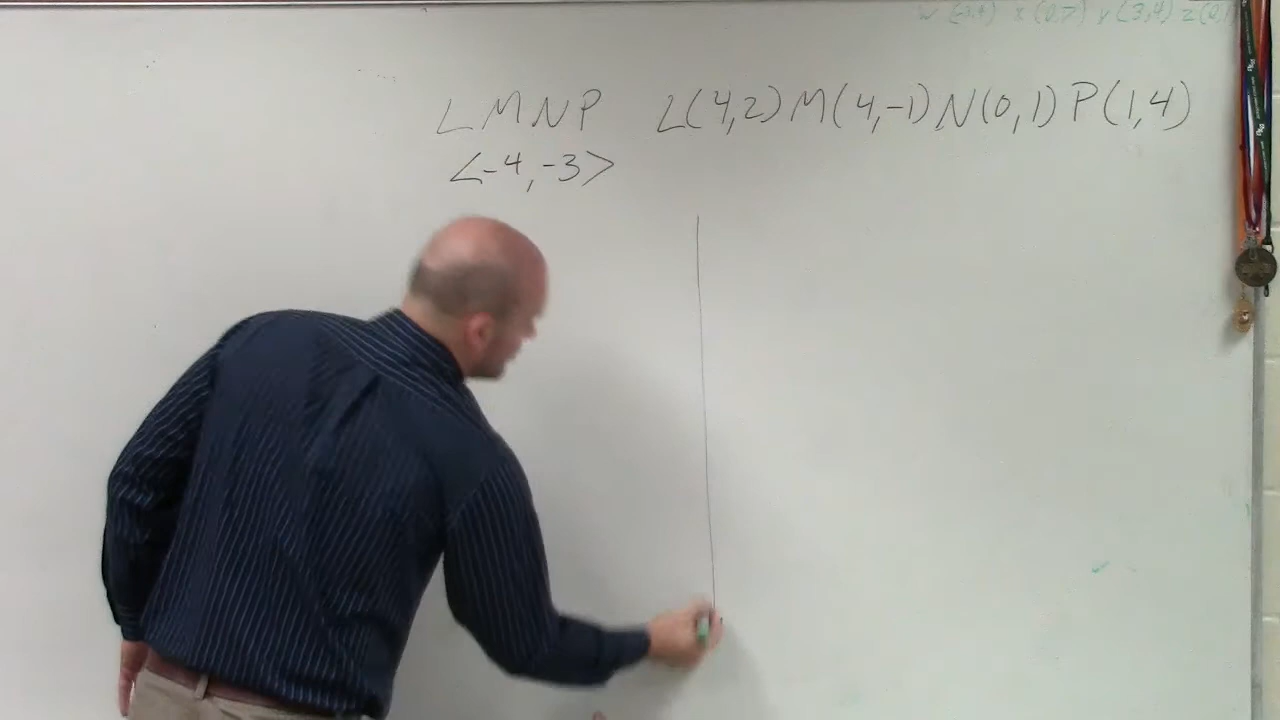 LMNP L(4,2) M(4,-1) N(0,1) P(1,4)
<-4,-3>